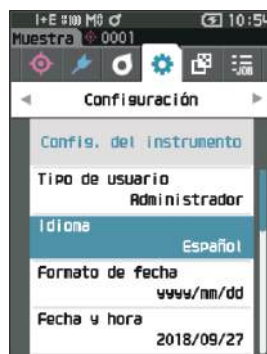 I+E M0 10:54
Muestra 0001
JOB
Configuración
Config. del instrumento
Tipo de usuario
Administrador
Idioma
Español
Formato de fecha
yyyy/mm/dd
Fecha y hora
2018/09/27